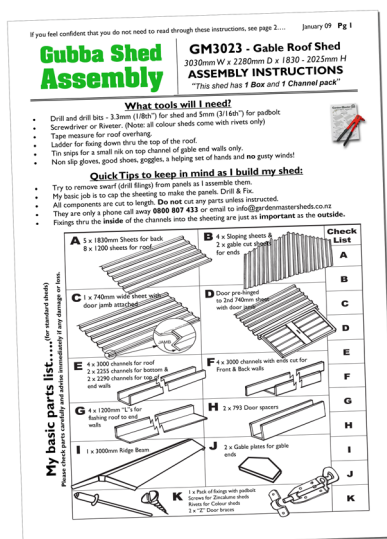 If you feel confident that you do not need to read through these instructions, see page 2....
January 09 Pg 1
Gubba Shed
Assembly
GM3023 - Gable Roof Shed
3030mm W x 2280mm D x 1830 - 2025mm H
ASSEMBLY INSTRUCTIONS
"This shed has 1 Box and 1 Channel pack"
What tools will I need?
Drill and drill bits - 3.3mm (1/8th") for shed and 5mm (3/16th") for padbolt
Screwdriver or Riveter. (Note: all colour sheds come with rivets only)
Tape measure for roof overhang.
Ladder for fixing down thru the top of the roof.
Tin snips for a small nik on top channel of gable end walls only.
Non slip gloves, good shoes, goggles, a helping set of hands and no gusty winds!
Quick Tips to keep in mind as I build my shed:
Try to remove swarf (drill filings) from panels as I assemble them.
My basic job is to cap the sheeting to make the panels. Drill & Fix.
All components are cut to length. Do not cut any parts unless instructed.
They are only a phone call away 0800 807 433 or email to info@gardenmastersheds.co.nz
Fixings thru the inside of the channels into the sheeting are just as important as the outside.
My basic parts list.....(for standard sheds)
Please check parts carefully and advise immediately if any damage or loss.
A 5 x 1830mm Sheets for back
8 x 1200 sheets for roof
B 4 x Sloping sheets &
2 x gable cut sheets
for ends
C 1 x 740mm wide sheet with
door jamb attached
JAMB
D Door pre-hinged
to 2nd 740mm sheet
with door jamb
E 4 x 3000 channels for roof
2 x 2255 channels for bottom &
2 x 2290 channels for top of
end walls
F 4 x 3000 channels with ends cut for
Front & Back walls
G 4 x 1200mm "L"s for
flashing roof to end
walls
H 2 x 793 Door spacers
I 1 x 3000mm Ridge Beam
J 2 x Gable plates for gable
ends
K 1 x Pack of fixings with padbolt
Screws for Zincalume sheds
Rivets for Colour sheds
2 x "Z" Door braces
Check
List
A
B
C
D
E
F
G
H
I
J
K